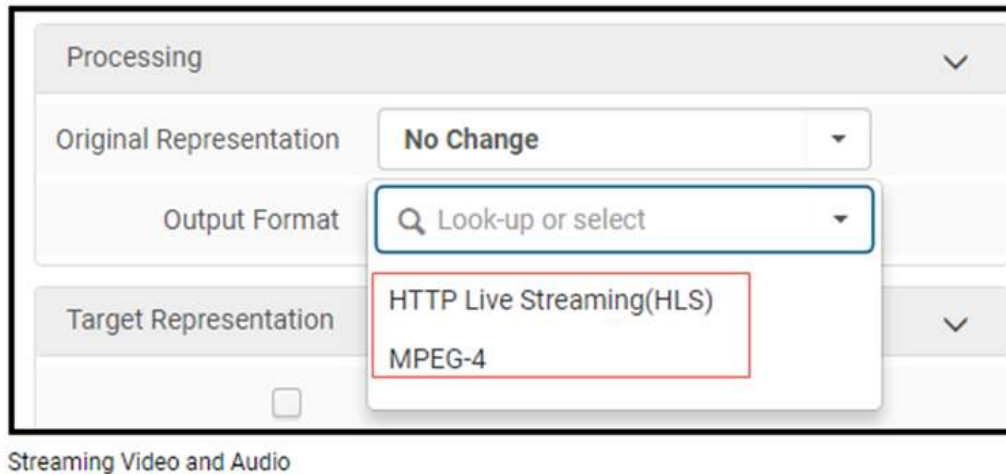 Processing
Original Representation No Change
Output Format Look-up or select
HTTP Live Streaming(HLS)
Target Representation
MPEG-4
Streaming Video and Audio